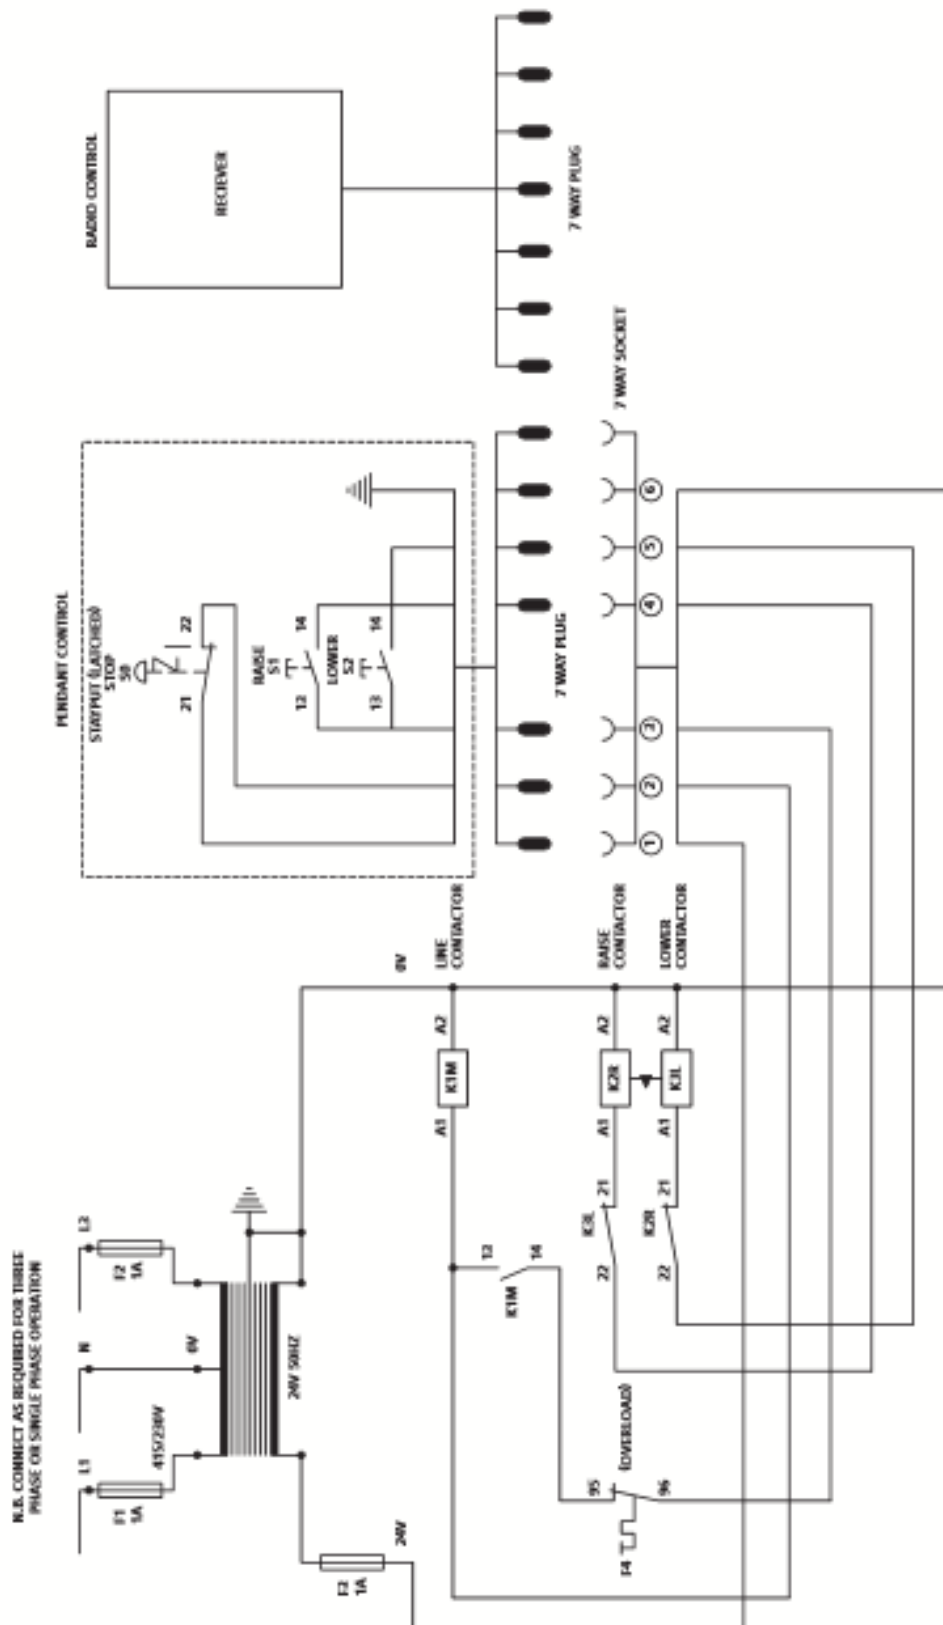 N.B. CONNECT AS REQUIRED FOR THREE
PHASE OR SINGLE PHASE OPERATION
L1
N
L3
F1
1A
F2
1A
415/230V
0V
24V 50HZ
F2
1A
24V
0V
LINE
CONTACTOR
A1
K1M
A2
12
14
K1M
RAISE
CONTACTOR
22
K3L
21
A1
K2R
A2
LOWER
CONTACTOR
22
K2R
21
A1
K3L
A2
F4
95
96
(OVERLOAD)
PENDANT CONTROL
STAYPUT (LATCHED)
STOP
S0
21
22
RAISE
S1
12
14
LOWER
S2
13
14
7 WAY PLUG
1
2
3
4
5
6
7 WAY SOCKET
RADIO CONTROL
RECIEVER
7 WAY PLUG